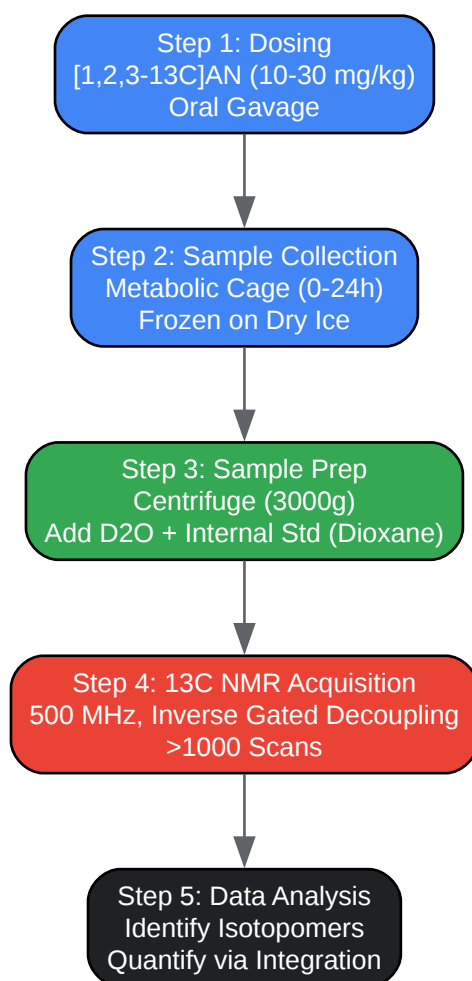 Step 1: Dosing
[1,2,3-13C]AN (10-30 mg/kg)
Oral Gavage
Step 2: Sample Collection
Metabolic Cage (0-24h)
Frozen on Dry Ice
Step 3: Sample Prep
Centrifuge (3000g)
Add D2O + Internal Std (Dioxane)
Step 4: 13C NMR Acquisition
500 MHz, Inverse Gated Decoupling
>1000 Scans
Step 5: Data Analysis
Identify Isotopomers
Quantify via Integration